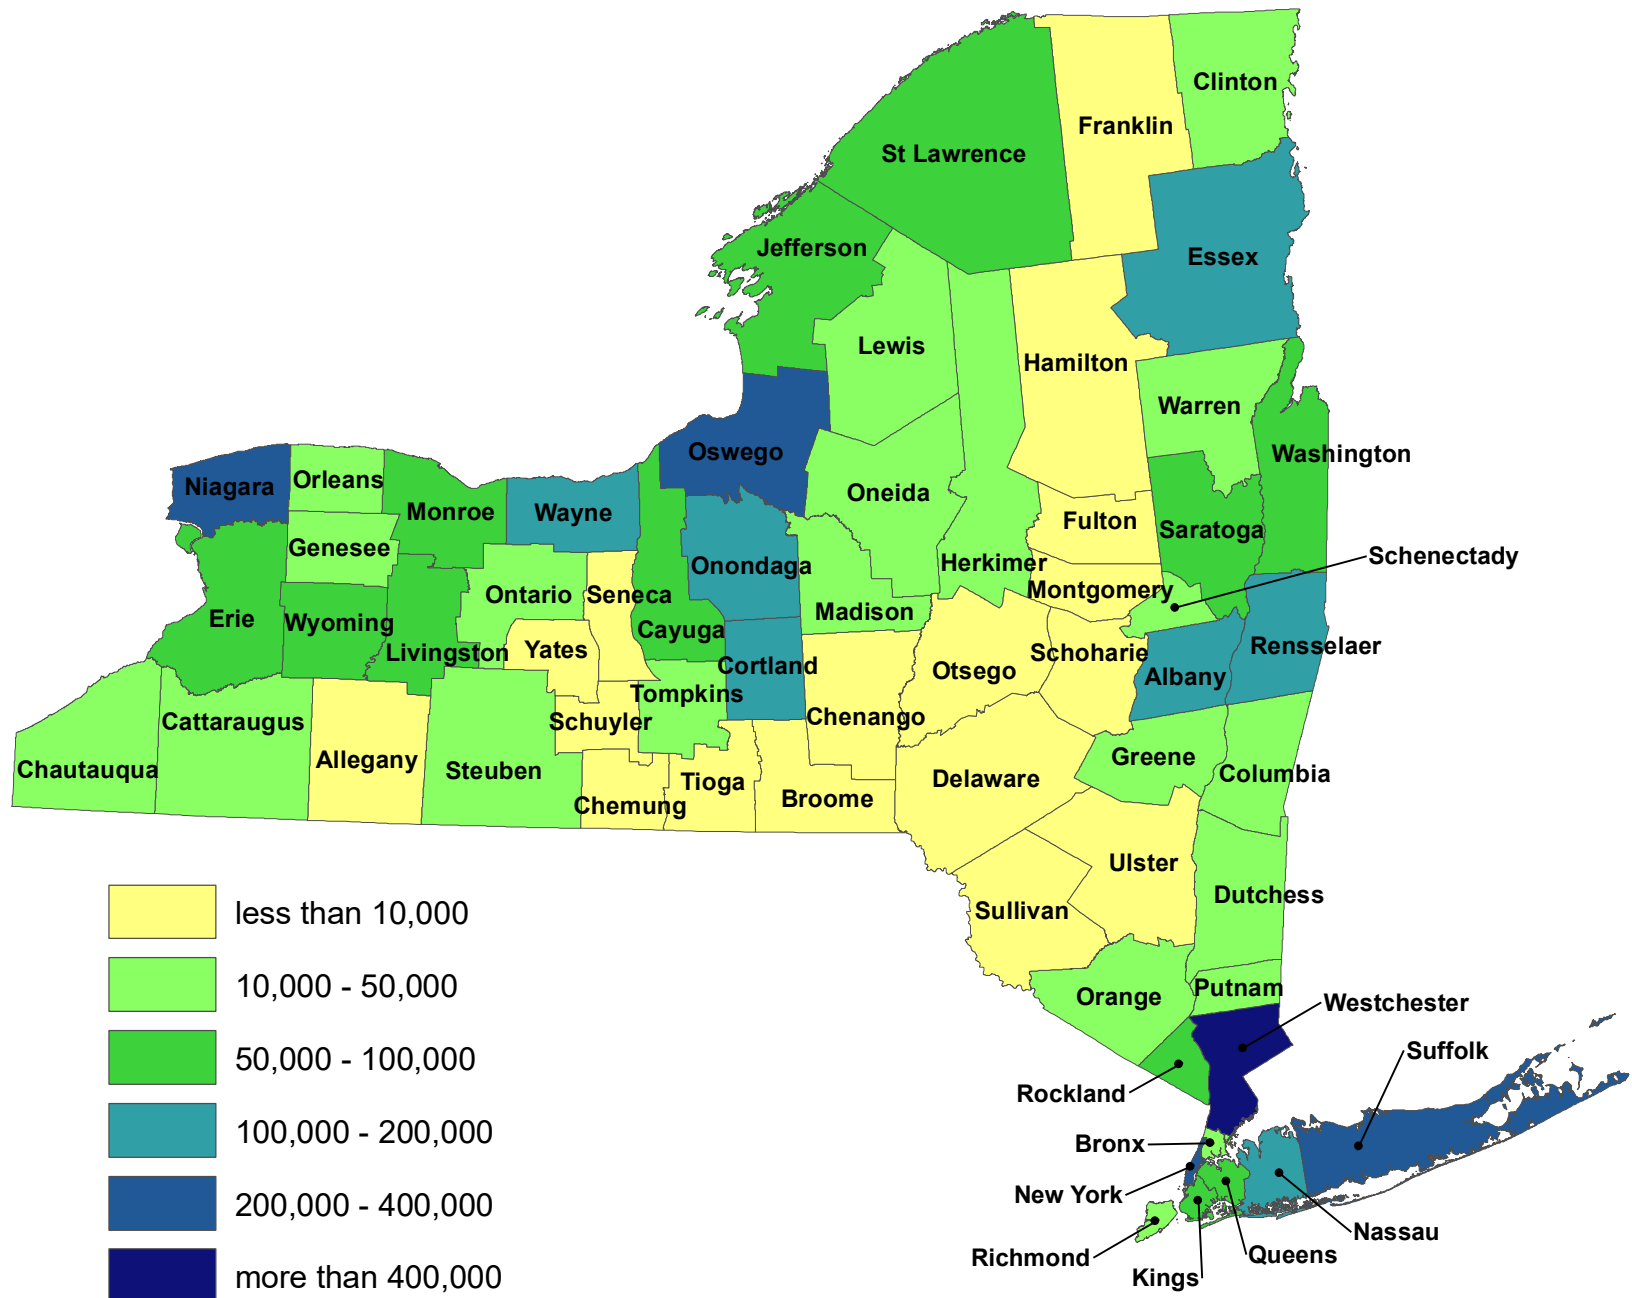 Clinton
Franklin
St Lawrence
Jefferson
Essex
Lewis
Hamilton
Warren
Oswego
Washington
Niagara
Orleans
Oneida
Monroe
Wayne
Fulton
Saratoga
Genesee
Schenectady
Onondaga
Herkimer
Montgomery
Ontario
Seneca
Madison
Erie
Wyoming
Cayuga
Rensselaer
Livingston
Yates
Schoharie
Cortland
Otsego
Albany
Tompkins
Cattaraugus
Schuyler
Chenango
Greene
Allegany
Chautauqua
Steuben
Columbia
Tioga
Delaware
Broome
Chemung
Ulster
Dutchess
Sullivan
less than 10,000
10,000 - 50,000
50,000 - 100,000
100,000 - 200,000
200,000 - 400,000
more than 400,000
Putnam
Orange
Westchester
Suffolk
Rockland
Bronx
New York
Nassau
Richmond
Queens
Kings